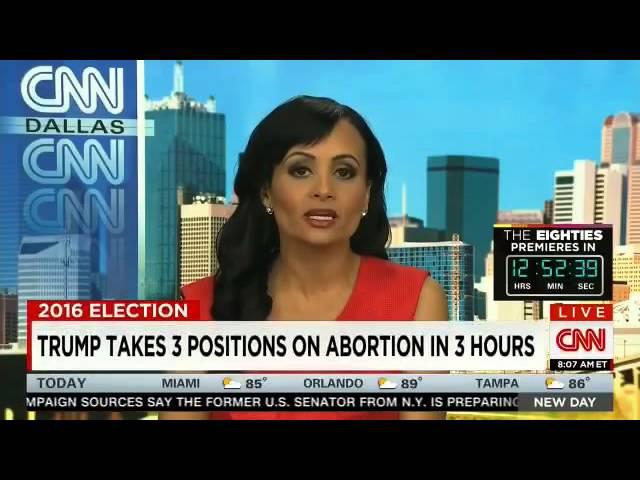 CNN
DALLAS
CNN
CNN
THE EIGHTIES
PREMIERES IN
12:52:39
HRS MIN SEC
LIVE
2016 ELECTION
TRUMP TAKES 3 POSITIONS ON ABORTION IN 3 HOURS
CNN
8:07 AM ET
TODAY MIAMI 85° ORLANDO 89° TAMPA 86°
MPAIGN SOURCES SAY THE FORMER U.S. SENATOR FROM N.Y. IS PREPARING
NEW DAY